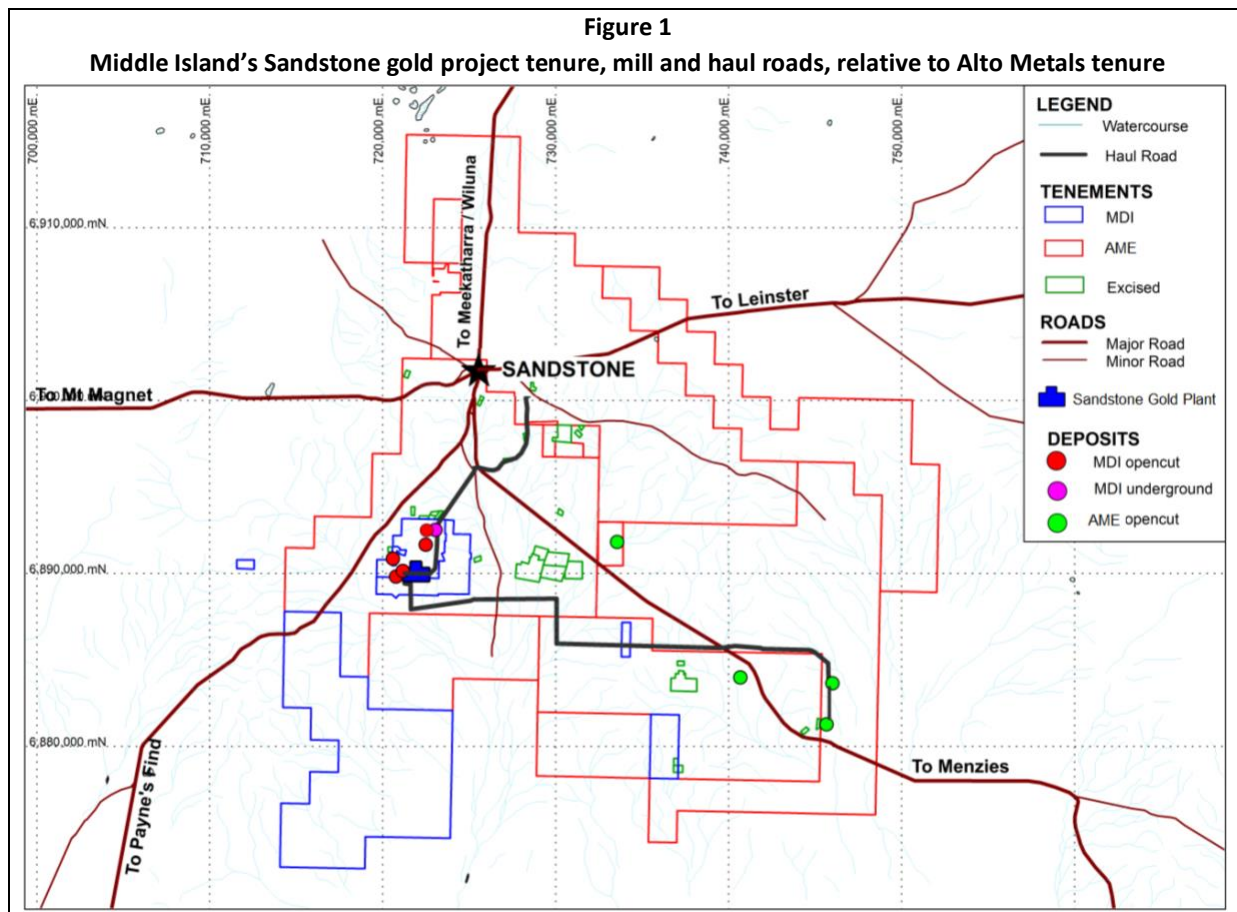 Figure 1
Middle Island's Sandstone gold project tenure, mill and haul roads, relative to Alto Metals tenure
700,000 mE
710,000 mE
720,000 mE
730,000 mE
740,000 mE
750,000 mE
6,910,000 mN
6,890,000 mN
6,880,000 mN
To Meekatharra / Wiluna
To Leinster
SANDSTONE
To Mt Magnet
To Payne's Find
To Menzies
LEGEND
Watercourse
Haul Road
TENEMENTS
MDI
AME
Excised
ROADS
Major Road
Minor Road
Sandstone Gold Plant
DEPOSITS
MDI opencut
MDI underground
AME opencut